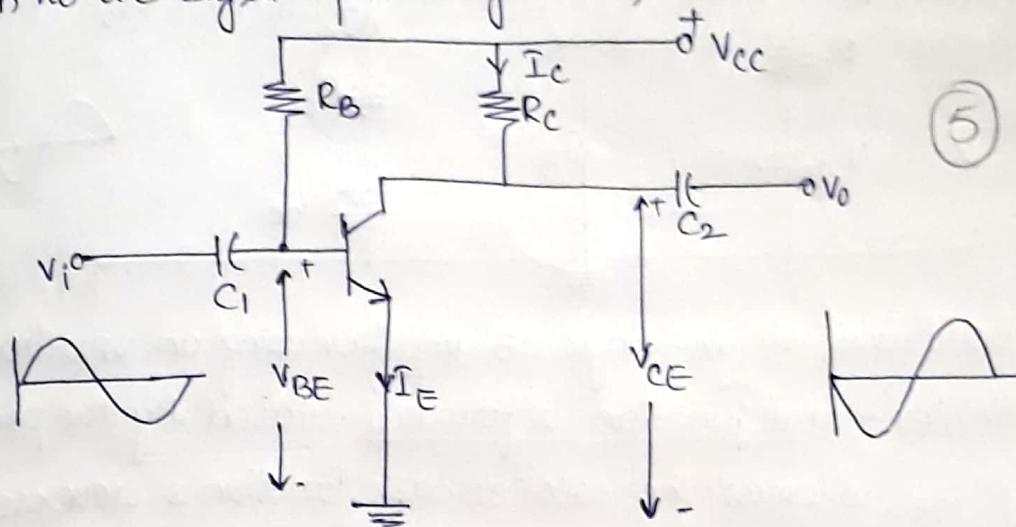 + VCC
IC
RB
RC
5
+
C2
Vo
Vi
C1
+
VBE
IE
VCE
-
-